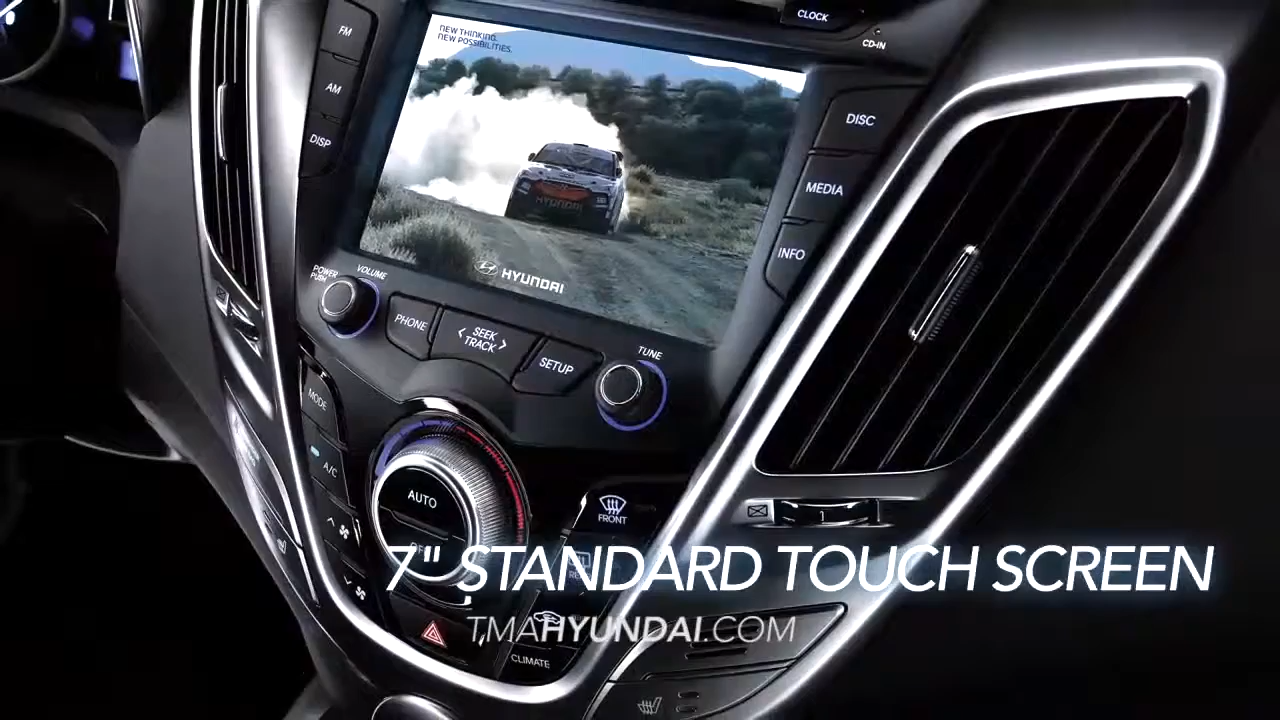 CLOCK
CD-IN
FM
NEW THINKING.
NEW POSSIBILITIES.
AM
DISC
DISP
MEDIA
HYUNDAI
INFO
POWER
PUSH
VOLUME
HYUNDAI
PHONE
SEEK
TRACK
SETUP
TUNE
MODE
A/C
AUTO
FRONT
7" STANDARD TOUCH SCREEN
TMAHYUNDAI.COM
CLIMATE